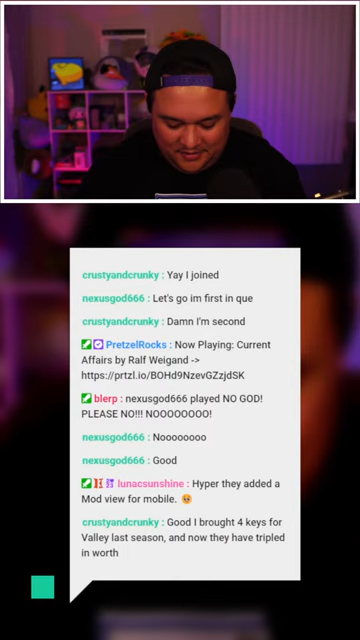 crustyandcrunky : Yay I joined
nexusgod666 : Let's go im first in que
crustyandcrunky : Damn I'm second
PretzelRocks : Now Playing: Current
Affairs by Ralf Weigand ->
https://prtzl.io/BOHd9NzevGZzjdSK
blerp : nexusgod666 played NO GOD!
PLEASE NO!!! NOOOOOOOO!
nexusgod666 : Noooooooo
nexusgod666 : Good
lunacsunshine : Hyper they added a
Mod view for mobile.
crustyandcrunky : Good I brought 4 keys for
Valley last season, and now they have tripled
in worth